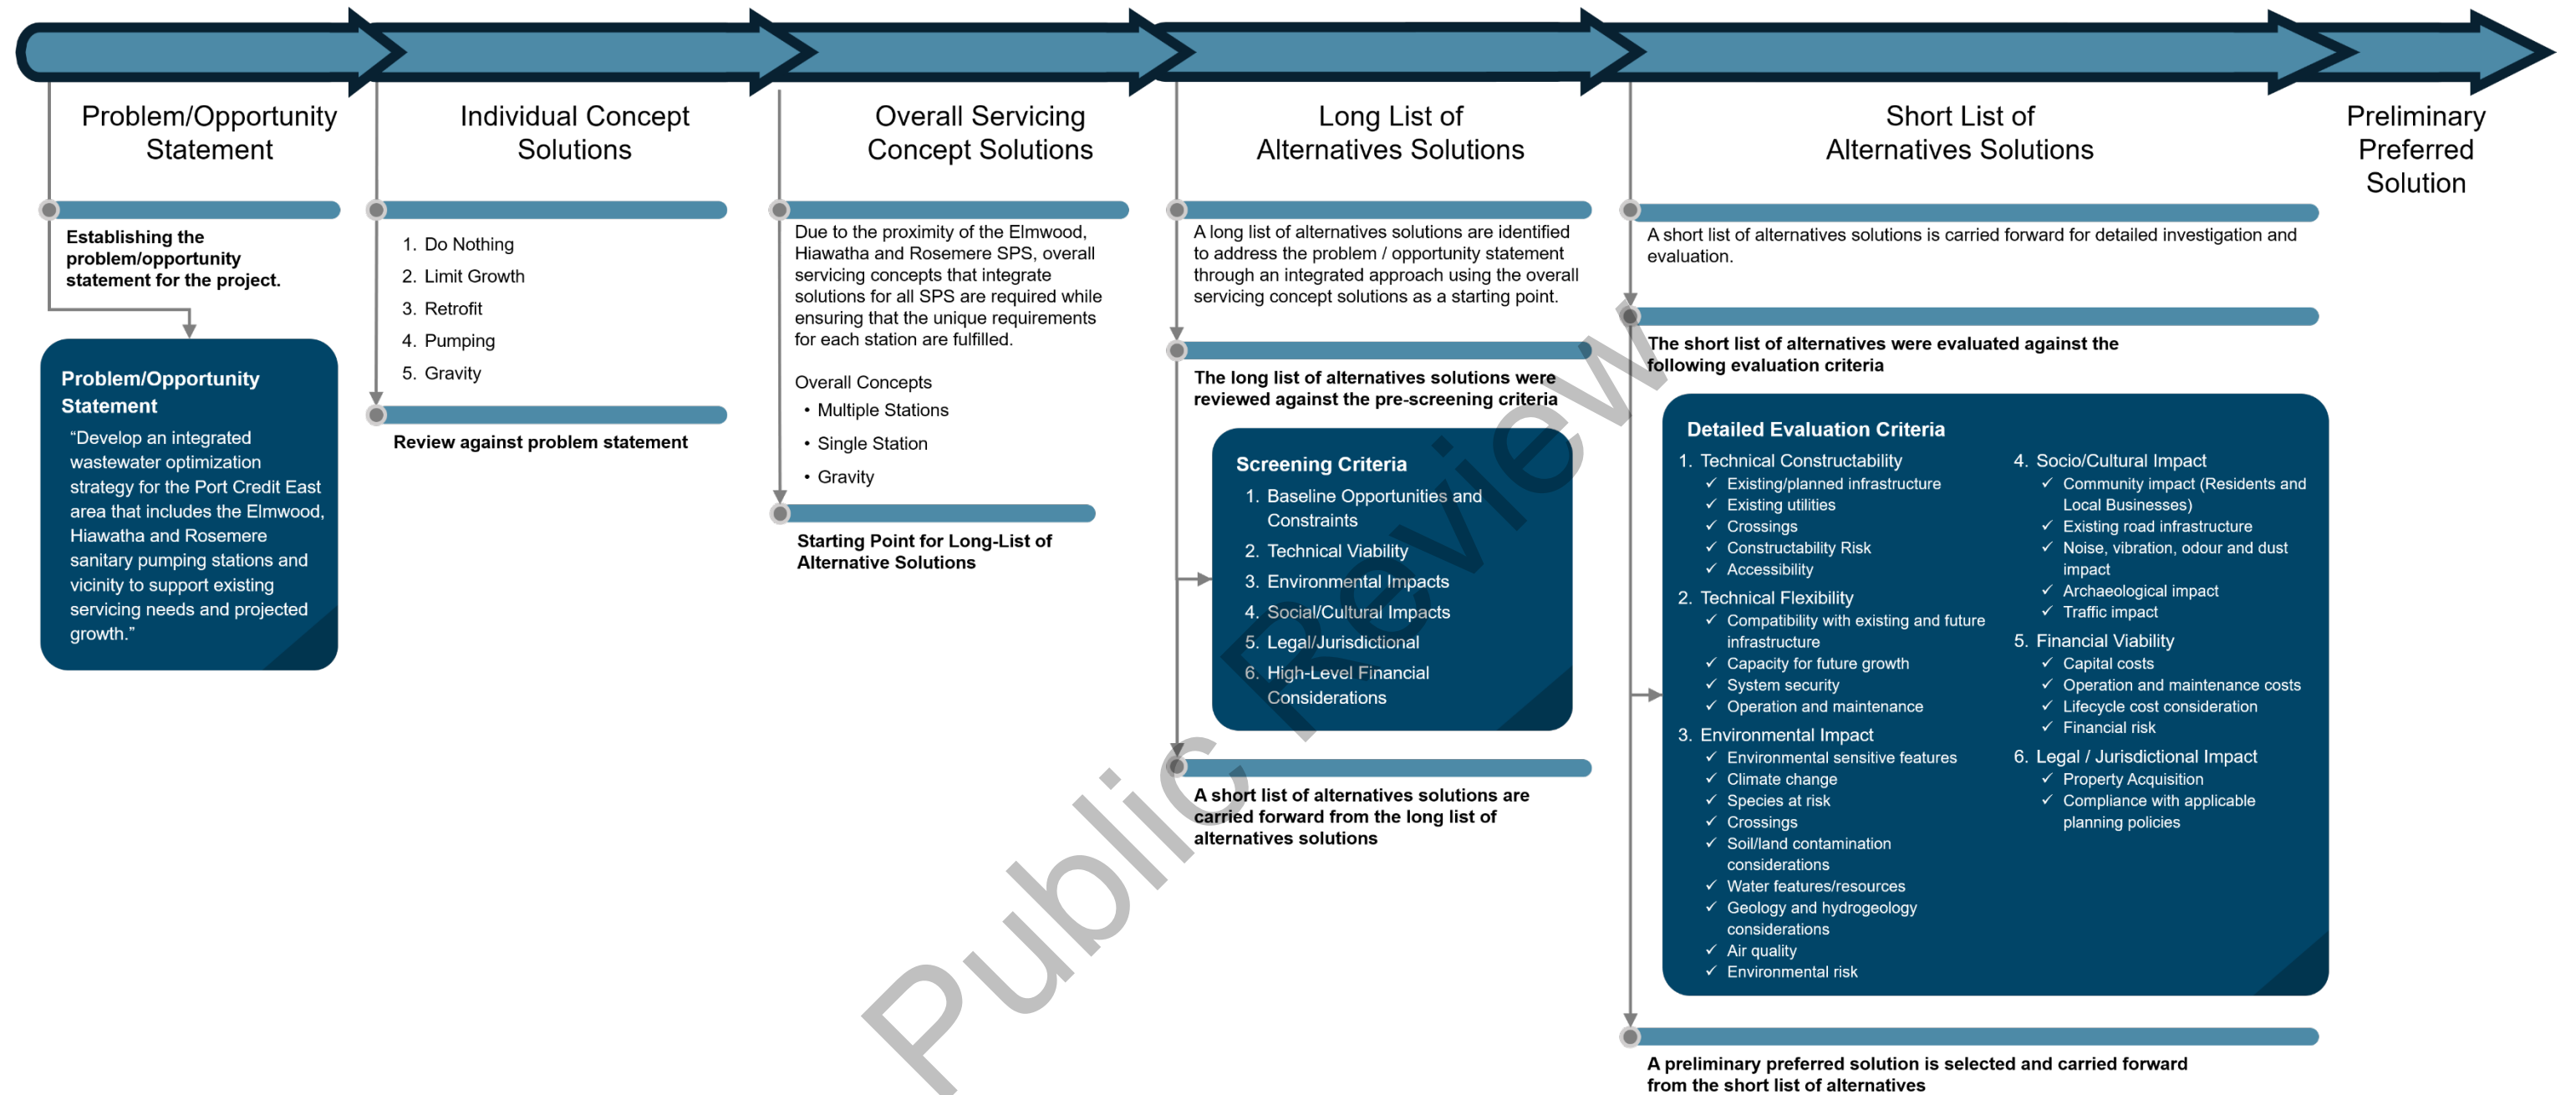 Problem/Opportunity
Statement
Establishing the
problem/opportunity
statement for the project.
Problem/Opportunity
Statement
“Develop an integrated
wastewater optimization
strategy for the Port Credit East
area that includes the Elmwood,
Hiawatha and Rosemere
sanitary pumping stations and
vicinity to support existing
servicing needs and projected
growth.”
Individual Concept
Solutions
1. Do Nothing
2. Limit Growth
3. Retrofit
4. Pumping
5. Gravity
Review against problem statement
Overall Servicing
Concept Solutions
Due to the proximity of the Elmwood,
Hiawatha and Rosemere SPS, overall
servicing concepts that integrate
solutions for all SPS are required while
ensuring that the unique requirements
for each station are fulfilled.
Overall Concepts
• Multiple Stations
• Single Station
• Gravity
Starting Point for Long-List of
Alternative Solutions
Long List of
Alternatives Solutions
A long list of alternatives solutions are identified
to address the problem / opportunity statement
through an integrated approach using the overall
servicing concept solutions as a starting point.
The long list of alternatives solutions were
reviewed against the pre-screening criteria
Screening Criteria
1. Baseline Opportunities and
Constraints
2. Technical Viability
3. Environmental Impacts
4. Social/Cultural Impacts
5. Legal/Jurisdictional
6. High-Level Financial
Considerations
A short list of alternatives solutions are
carried forward from the long list of
alternatives solutions
Short List of
Alternatives Solutions
A short list of alternatives solutions is carried forward for detailed investigation and
evaluation.
The short list of alternatives were evaluated against the
following evaluation criteria
Detailed Evaluation Criteria
1. Technical Constructability
✓ Existing/planned infrastructure
✓ Existing utilities
✓ Crossings
✓ Constructability Risk
✓ Accessibility
2. Technical Flexibility
✓ Compatibility with existing and future
infrastructure
✓ Capacity for future growth
✓ System security
✓ Operation and maintenance
3. Environmental Impact
✓ Environmental sensitive features
✓ Climate change
✓ Species at risk
✓ Crossings
✓ Soil/land contamination
considerations
✓ Water features/resources
✓ Geology and hydrogeology
considerations
✓ Air quality
✓ Environmental risk
4. Socio/Cultural Impact
✓ Community impact (Residents and
Local Businesses)
✓ Existing road infrastructure
✓ Noise, vibration, odour and dust
impact
✓ Archaeological impact
✓ Traffic impact
5. Financial Viability
✓ Capital costs
✓ Operation and maintenance costs
✓ Lifecycle cost consideration
✓ Financial risk
6. Legal / Jurisdictional Impact
✓ Property Acquisition
✓ Compliance with applicable
planning policies
A preliminary preferred solution is selected and carried forward
from the short list of alternatives
Preliminary
Preferred
Solution
Public Review